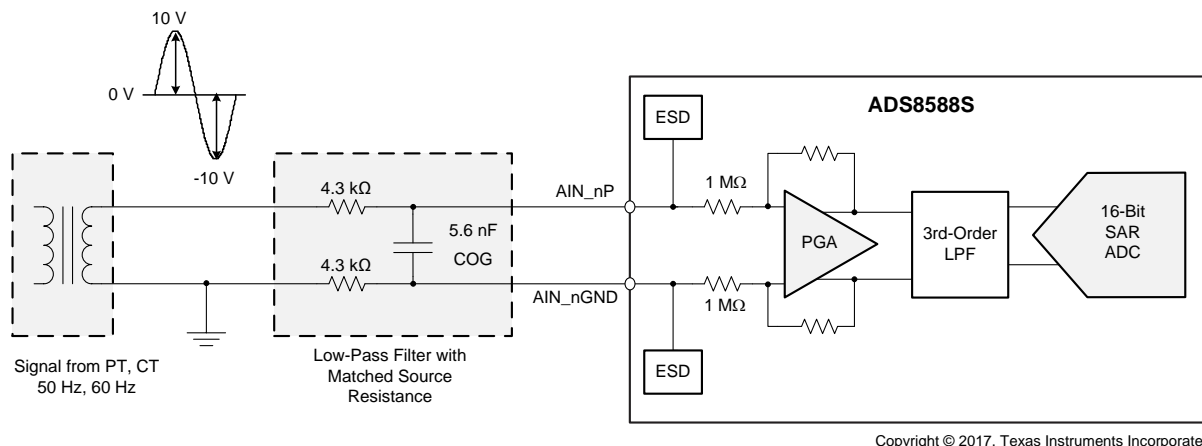 10 V
0 V
-10 V
ADS8588S
ESD
4.3 kΩ
AIN_nP
1 MΩ
5.6 nF
COG
PGA
3rd-Order
LPF
16-Bit
SAR
ADC
4.3 kΩ
AIN_nGND
1 MΩ
ESD
Signal from PT, CT
50 Hz, 60 Hz
Low-Pass Filter with
Matched Source
Resistance
Copyright © 2017, Texas Instruments Incorporate